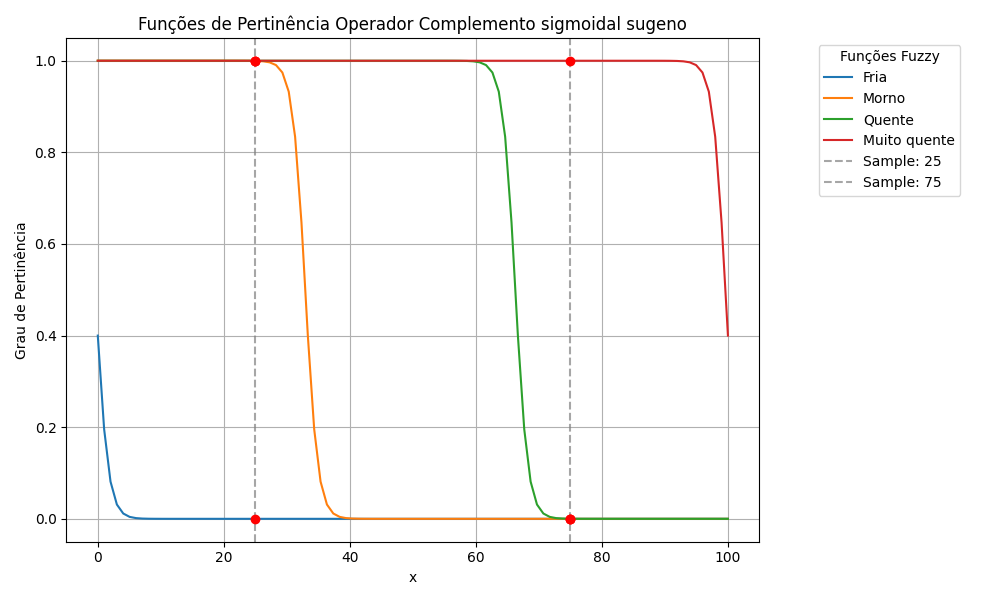 Funções de Pertinência Operador Complemento sigmoidal sugeno
Grau de Pertinência
1.0
0.8
0.6
0.4
0.2
0.0
0
20
40
60
80
100
x
Funções Fuzzy
Fria
Morno
Quente
Muito quente
Sample: 25
Sample: 75